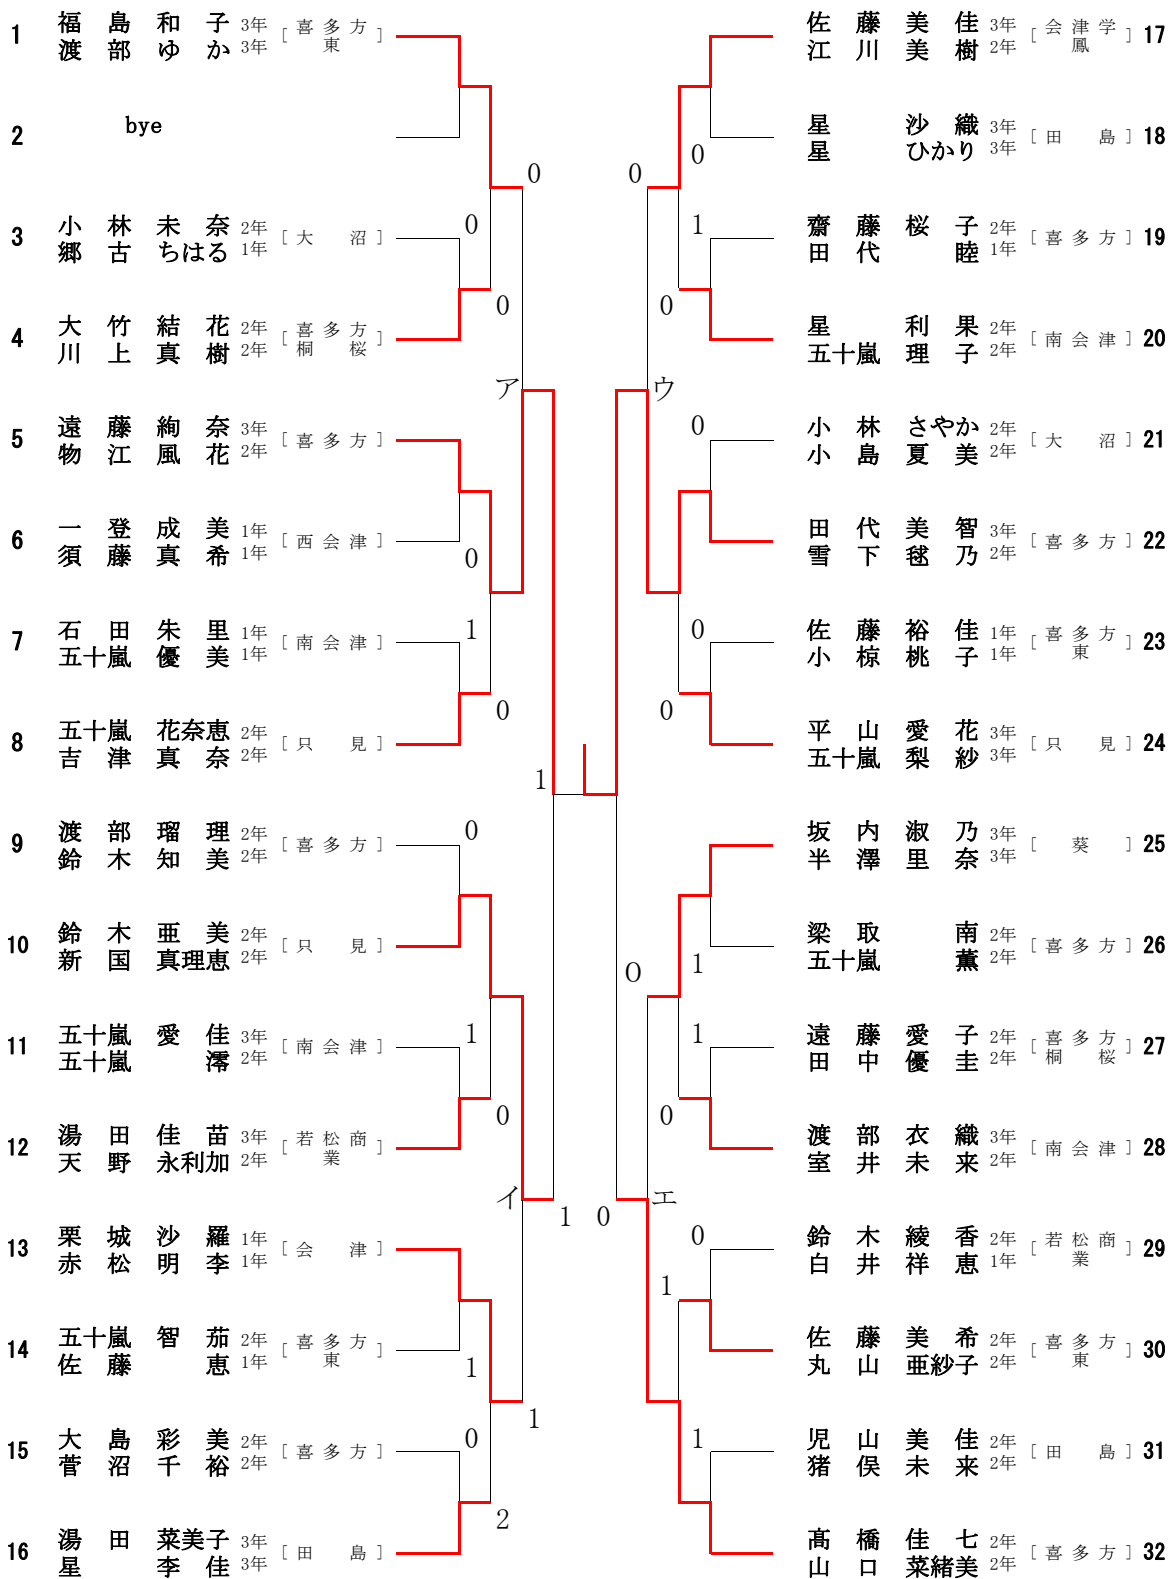 1 福島和子 3年 [喜多方東]
渡部ゆか 3年
2 bye
3 小林未奈 2年 [大沼]
郷古ちはる 1年
4 大竹結花 2年 [喜多方桐桜]
川上真樹 2年
5 遠藤絢奈 3年 [喜多方]
物江風花 2年
6 一登成美 1年 [西会津]
須藤真希 1年
7 石田朱里 1年 [南会津]
五十嵐優美 1年
8 五十嵐花奈恵 2年 [只見]
吉津真奈 2年
9 渡部瑠理 2年 [喜多方]
鈴木知美 2年
10 鈴木亜美 2年 [只見]
新国真理恵 2年
11 五十嵐愛佳 3年 [南会津]
五十嵐澪 2年
12 湯田佳苗 3年 [若松商業]
天野永利加 2年
13 栗城沙羅 1年 [会津]
赤松明李 1年
14 五十嵐智茄 2年 [喜多方東]
佐藤恵 1年
15 大島彩美 2年 [喜多方]
菅沼千裕 2年
16 湯田菜美子 3年 [田島]
星李佳 3年
0
0
0
ア
0
1
0
1
0
1
0
イ
1
1
0
1
2
0
0
1
0
ウ
0
0
0
0
1
1
0
エ
0
1
0
1
佐藤美佳 3年 [会津学鳳] 17
江川美樹 2年
星沙織 3年 [田島] 18
星ひかり 3年
齋藤桜子 2年 [喜多方] 19
田代睦 1年
星利果 2年 [南会津] 20
五十嵐理子 2年
小林さやか 2年 [大沼] 21
小島夏美 2年
田代美智 3年 [喜多方] 22
雪下毬乃 2年
佐藤裕佳 1年 [喜多方東] 23
小椋桃子 1年
平山愛花 3年 [只見] 24
五十嵐梨紗 3年
坂内淑乃 3年 [葵] 25
半澤里奈 3年
梁取南 2年 [喜多方] 26
五十嵐薫 2年
遠藤愛子 2年 [喜多方桐桜] 27
田中優圭 2年
渡部衣織 3年 [南会津] 28
室井未来 2年
鈴木綾香 2年 [若松商業] 29
白井祥恵 1年
佐藤美希 2年 [喜多方東] 30
丸山亜紗子 2年
児山美佳 2年 [田島] 31
猪俣未来 2年
髙橋佳七 2年 [喜多方] 32
山口菜緒美 2年